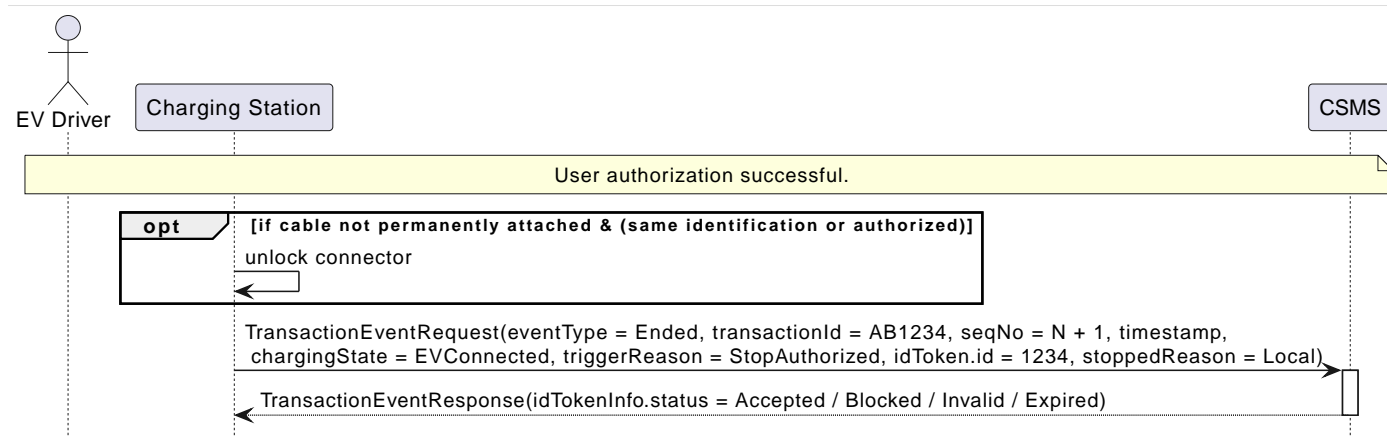 EV Driver
Charging Station
CSMS
User authorization successful.
opt
[if cable not permanently attached & (same identification or authorized)]
unlock connector
TransactionEventRequest(eventType = Ended, transactionId = AB1234, seqNo = N + 1, timestamp,
chargingState = EVConnected, triggerReason = StopAuthorized, idToken.id = 1234, stoppedReason = Local)
TransactionEventResponse(idTokenInfo.status = Accepted / Blocked / Invalid / Expired)